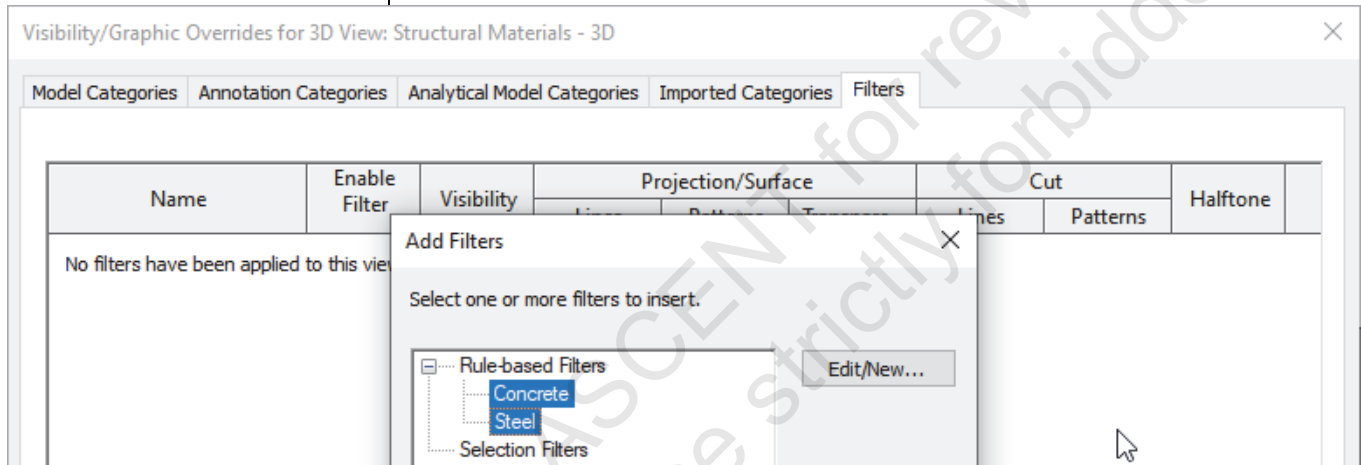 Visibility/Graphic Overrides for 3D View: Structural Materials - 3D
Model Categories Annotation Categories Analytical Model Categories Imported Categories Filters
Name Enable Filter Visibility Projection/Surface Cut Halftone
Lines Patterns Lines Patterns
Add Filters
No filters have been applied to this view
Select one or more filters to insert.
Rule-based Filters
Edit/New...
Concrete
Steel
Selection Filters
ASCENT for
strictly forbidden